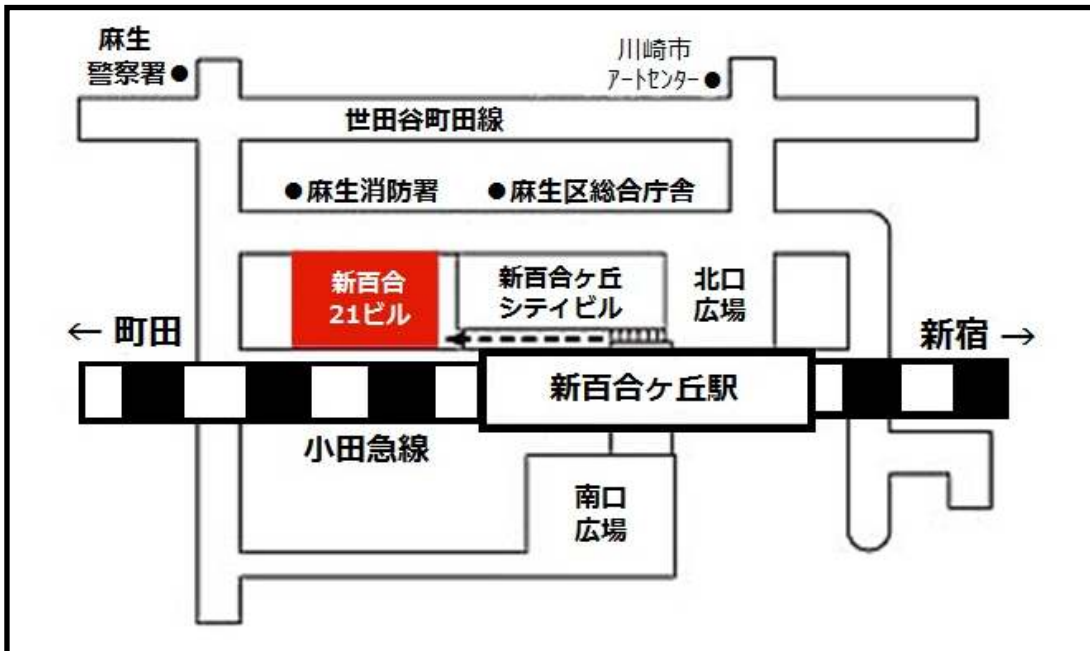 麻生
警察署●
川崎市
ｱｰﾄｾﾝﾀｰ●
世田谷町田線
●麻生消防署
●麻生区総合庁舎
新百合
21ビル
新百合ヶ丘
シティビル
北口
広場
← 町田
新宿 →
新百合ヶ丘駅
小田急線
南口
広場